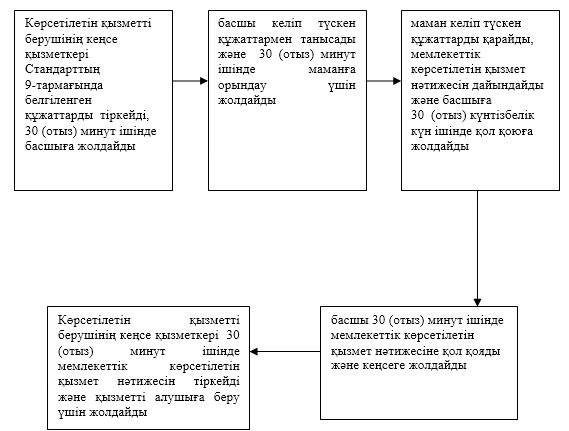 Көрсетілетін қызметті
берушінің кеңсе
қызметкері
Стандарттың
9-тармағында
белгіленген
құжаттарды тіркейді,
30 (отыз) минут ішінде
басшыға жолдайды
басшы келіп түскен
құжаттармен танысады
және 30 (отыз) минут
ішінде маманға
орындау үшін
жолдайды
маман келіп түскен
құжаттарды қарайды,
мемлекеттік
көрсетілетін қызмет
нәтижесін дайындайды
және басшыға
30 (отыз) күнтізбелік
күн ішінде қол қоюға
жолдайды
басшы 30 (отыз) минут ішінде
мемлекеттік көрсетілетін
қызмет нәтижесіне қол қояды
және кеңсеге жолдайды
Көрсетілетін қызметті
берушінің кеңсе қызметкері 30
(отыз) минут ішінде
мемлекеттік көрсетілетін
қызмет нәтижесін тіркейді
және қызметті алушыға беру
үшін жолдайды